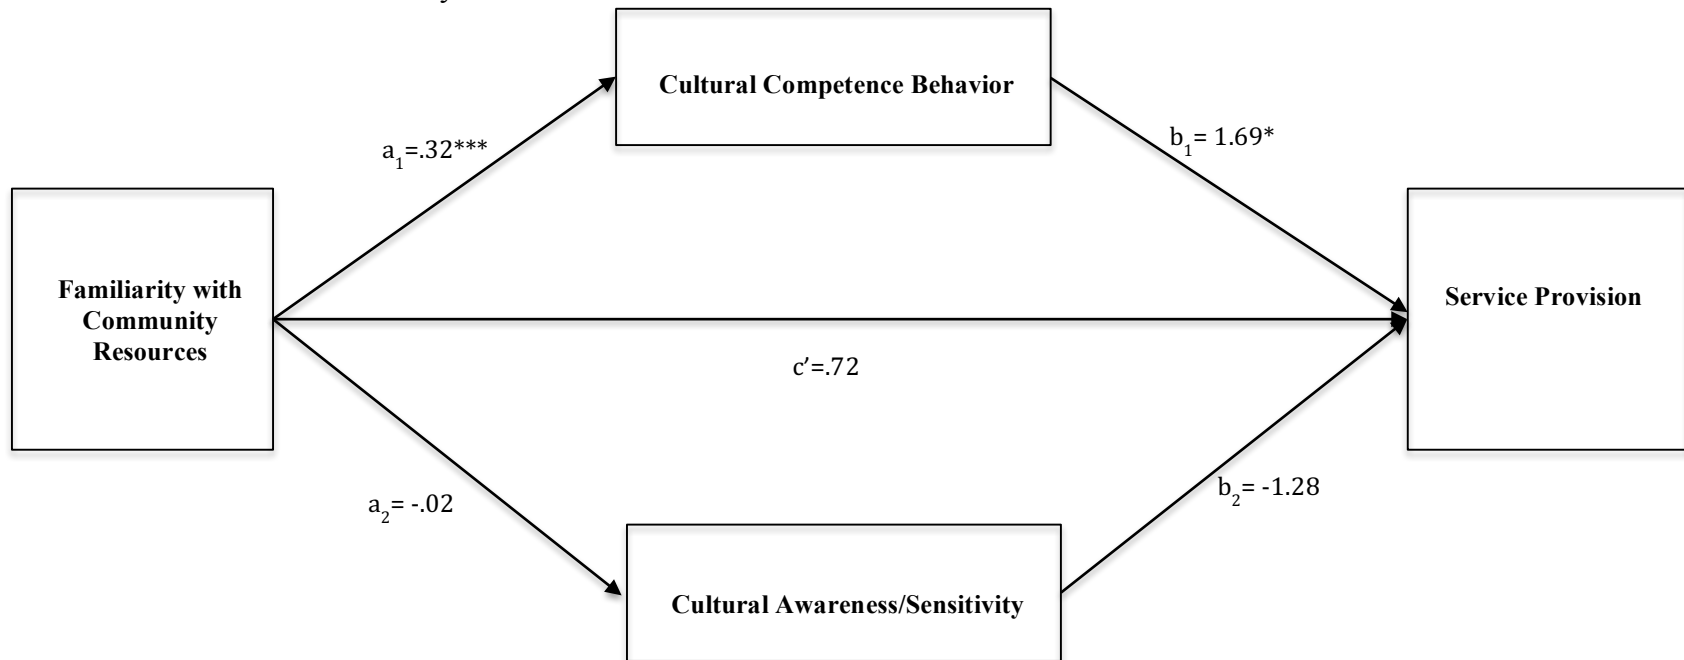 Cultural Competence Behavior
a₁=.32***
b₁= 1.69*
Familiarity with
Community
Resources
Service Provision
c’=.72
a₂= -.02
b₂= -1.28
Cultural Awareness/Sensitivity